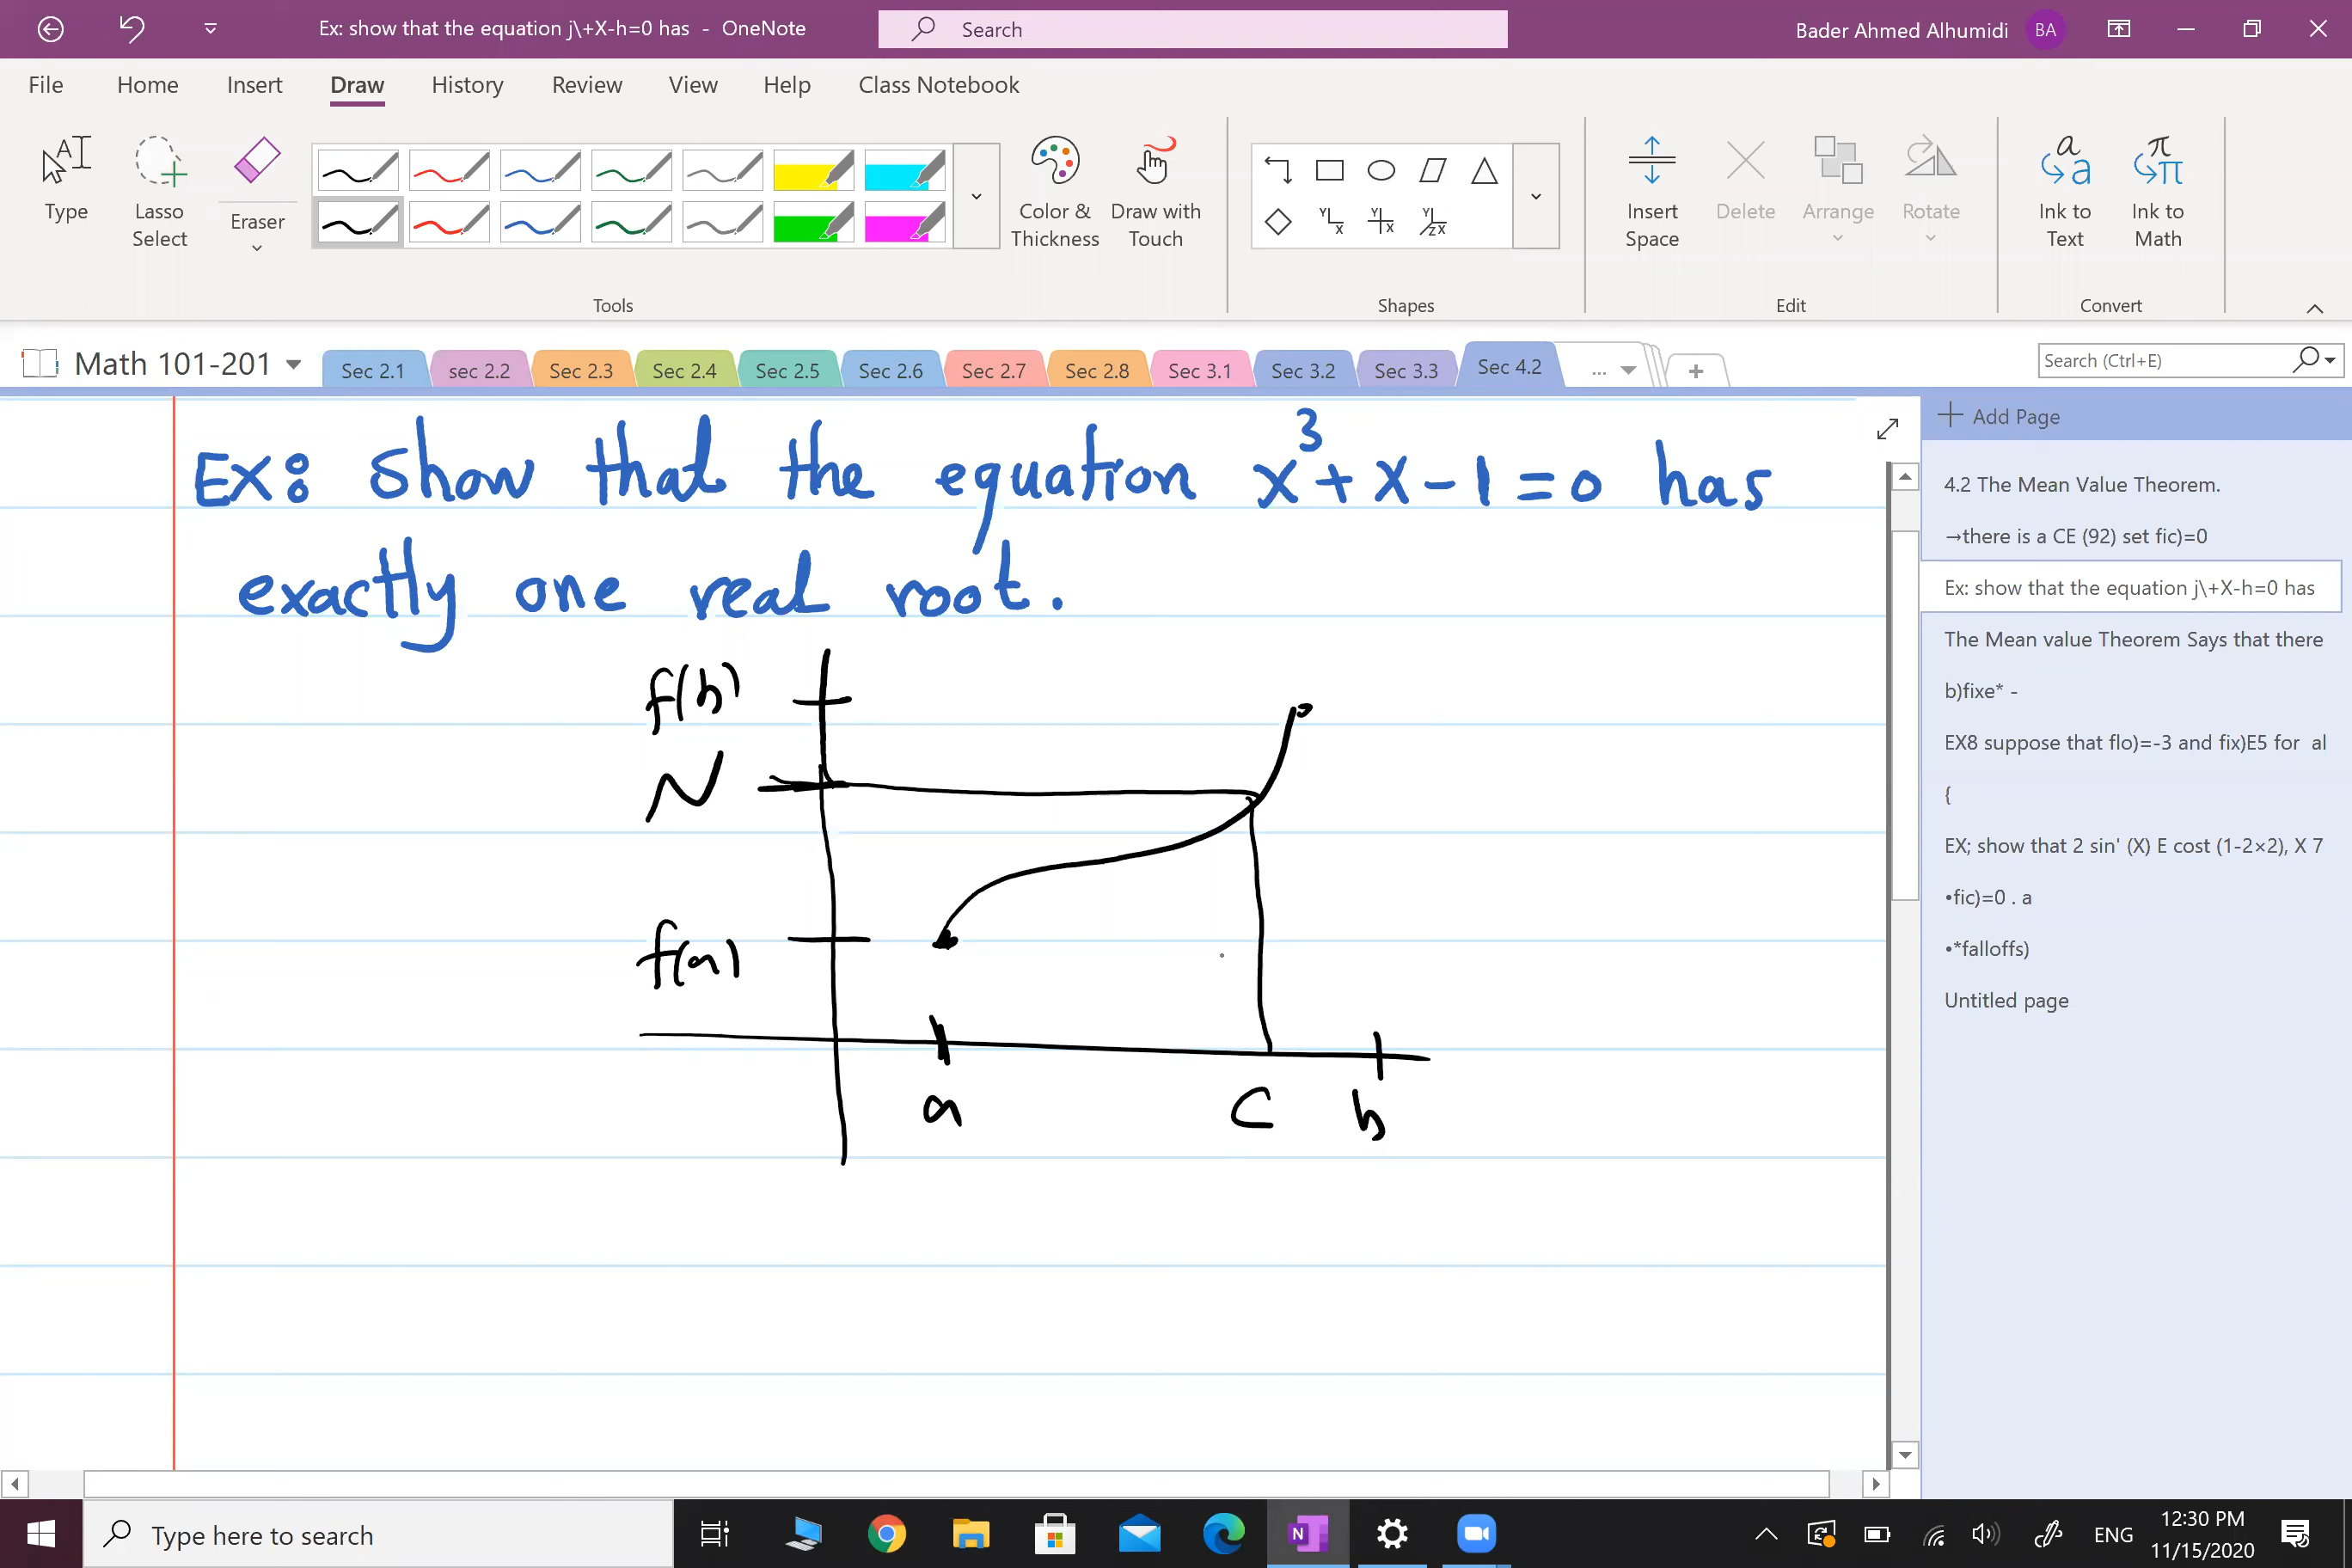 Ex: show that the equation j\+X-h=0 has - OneNote
Search
Bader Ahmed Alhumidi BA
File Home Insert Draw History Review View Help Class Notebook
Type
Lasso Select
Eraser
Color & Thickness
Draw with Touch
Insert Space
Delete
Arrange
Rotate
Ink to Text
Ink to Math
Tools
Shapes
Edit
Convert
Math 101-201 Sec 2.1 sec 2.2 Sec 2.3 Sec 2.4 Sec 2.5 Sec 2.6 Sec 2.7 Sec 2.8 Sec 3.1 Sec 3.2 Sec 3.3 Sec 4.2 ... +
Search (Ctrl+E)
EX: show that the equation x³+x-1=0 has
exactly one real root.
f(b)
N
f(a)
a c b
Add Page
4.2 The Mean Value Theorem.
→there is a CE (92) set fic)=0
Ex: show that the equation j\+X-h=0 has
The Mean value Theorem Says that there
b)fixe* -
EX8 suppose that flo)=-3 and fix)E5 for al
{
EX; show that 2 sin' (X) E cost (1-2×2), X 7
•fic)=0 . a
•*falloffs)
Untitled page
Type here to search
ENG
12:30 PM
11/15/2020